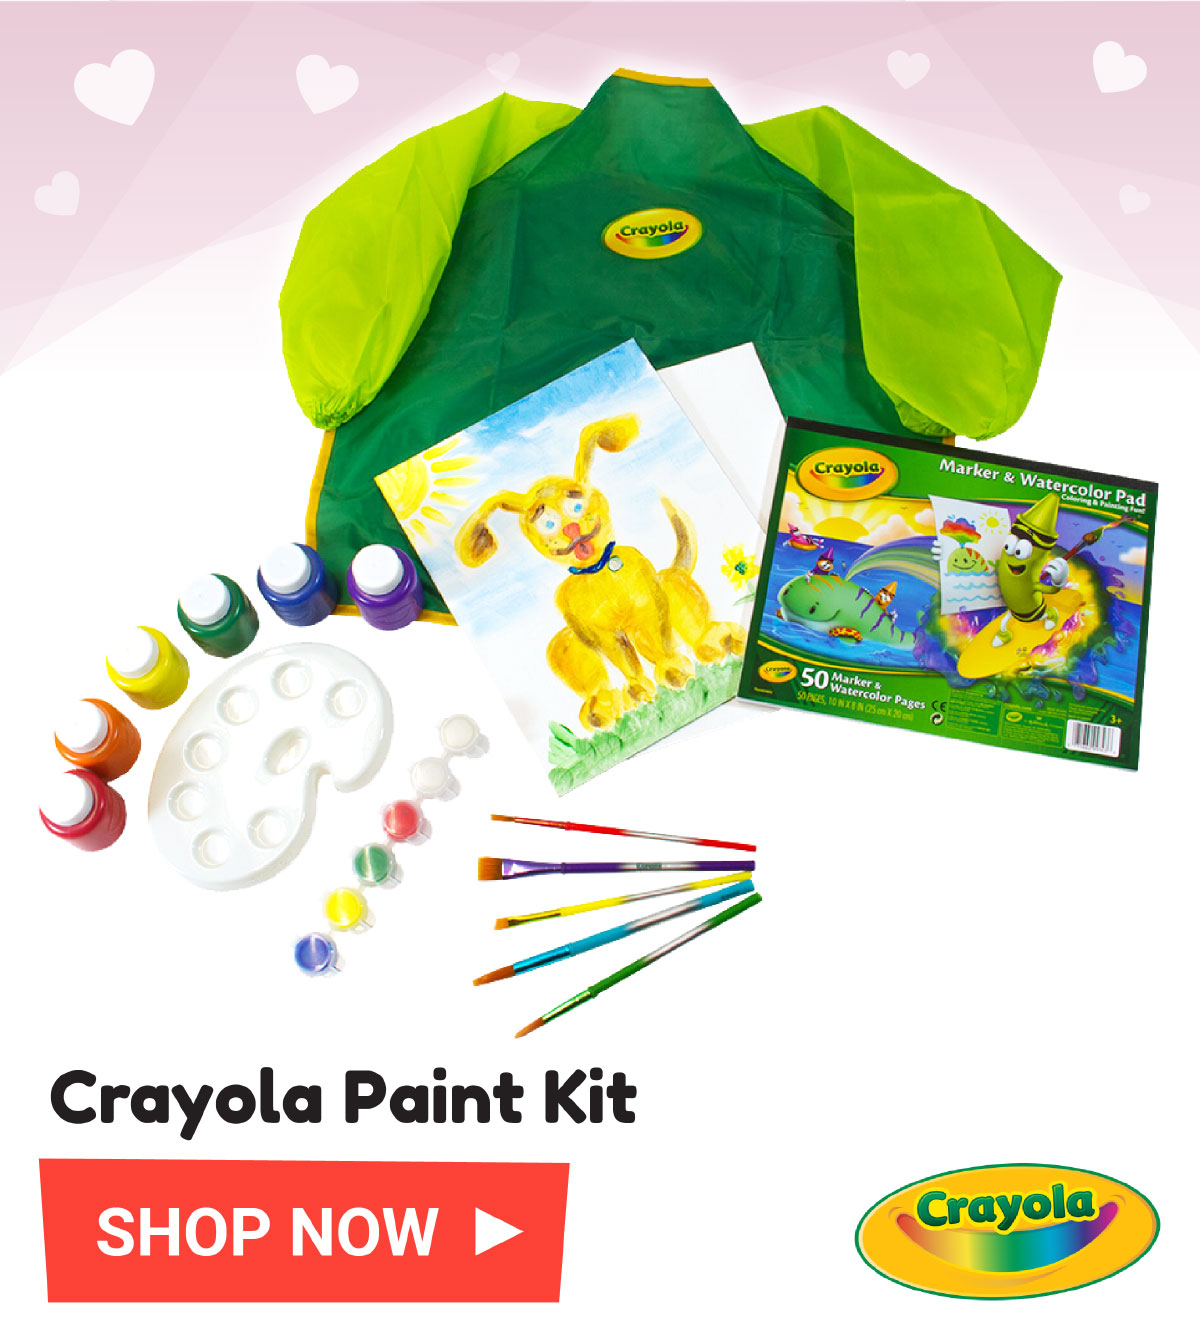 Crayola
Crayola
Marker & Watercolor Pad
Coloring & Painting Fun!
50 Marker &
Watercolor Pages
50 PAGES, 10 IN X 8 IN (25 cm X 20 cm)
CE
3+
Crayola Paint Kit
SHOP NOW
Crayola